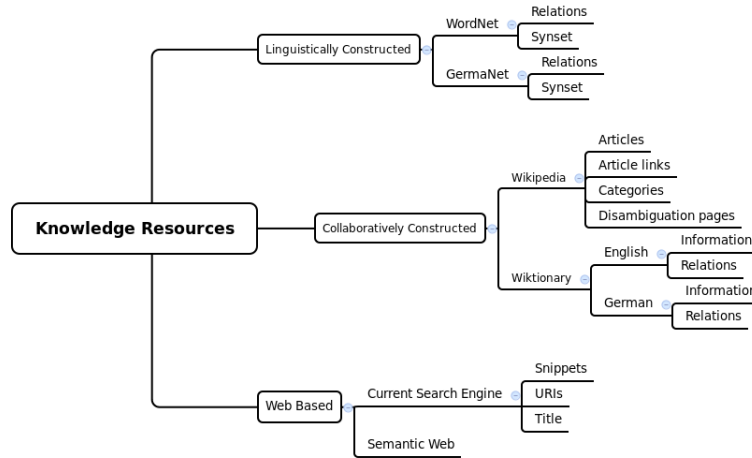 Knowledge Resources
Linguistically Constructed
WordNet
Relations
Synset
GermaNet
Relations
Synset
Collaboratively Constructed
Wikipedia
Articles
Article links
Categories
Disambiguation pages
Wiktionary
English
Information
Relations
German
Information
Relations
Web Based
Current Search Engine
Snippets
URIs
Title
Semantic Web